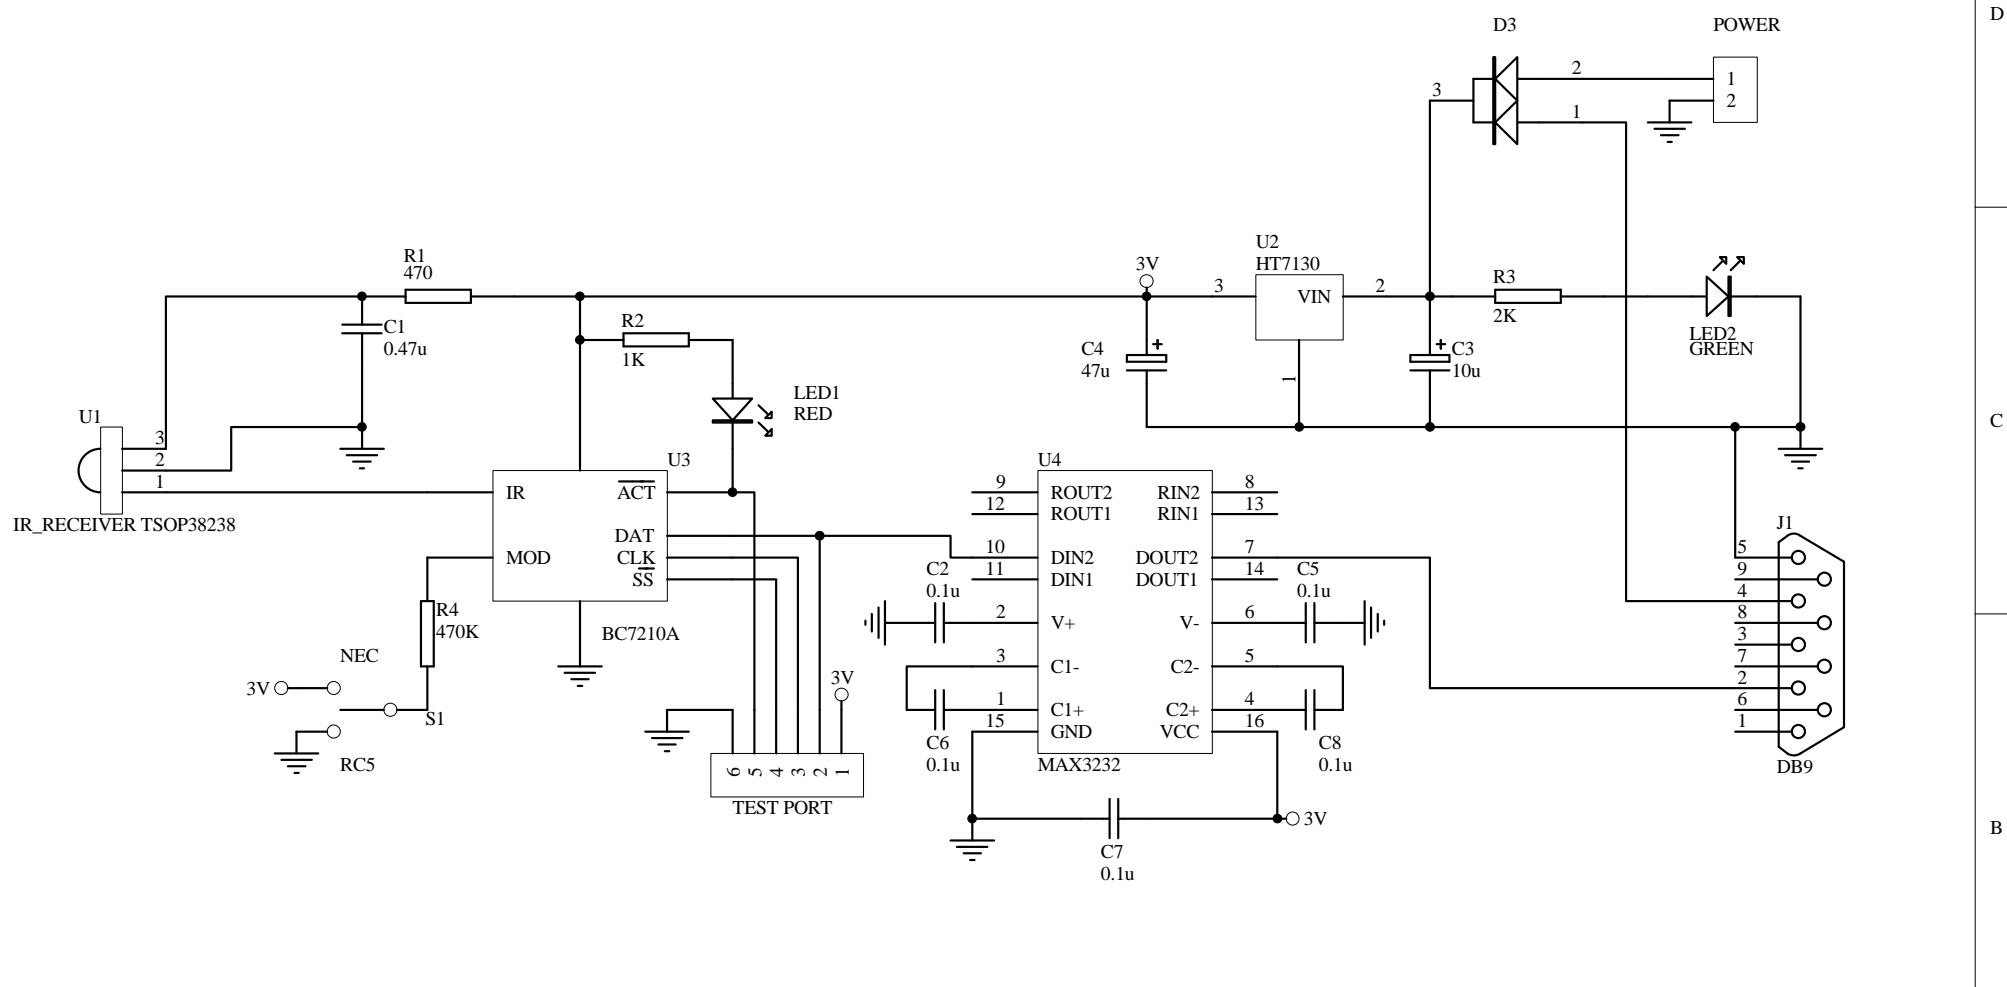 D
D3
POWER
2
1
3
2
1
R1
470
3V
U2
HT7130
3
VIN
2
R3
2K
LED2
GREEN
C1
0.47u
R2
1K
C4
47u
+
1
+
C3
10u
LED1
RED
C
U1
3
2
1
IR_RECEIVER TSOP38238
U3
IR
ACT
DAT
MOD
CLK
SS
BC7210A
U4
9
ROUT2
RIN2
8
12
ROUT1
RIN1
13
10
DIN2
DOUT2
7
11
DIN1
DOUT1
14
2
V+
V-
6
3
C1-
C2-
5
1
C1+
C2+
4
15
GND
VCC
16
MAX3232
C2
0.1u
C5
0.1u
C6
0.1u
C8
0.1u
C7
0.1u
3V
J1
5
9
4
8
3
7
2
6
1
DB9
R4
470K
NEC
3V
S1
RC5
3V
6 5 4 3 2 1
TEST PORT
B